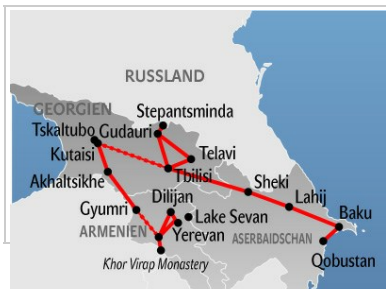 RUSSLAND
GEORGIEN
Stepantsminda
Tskaltubo Gudauri
Kutaisi
Telavi
Akhaltsikhe
Tbilisi
Sheki
Dilijan
Lahij
Gyumri
Lake Sevan
Baku
ARMENIEN
Yerevan
ASERBAIDSCHAN
Khor Virap Monastery
Qobustan